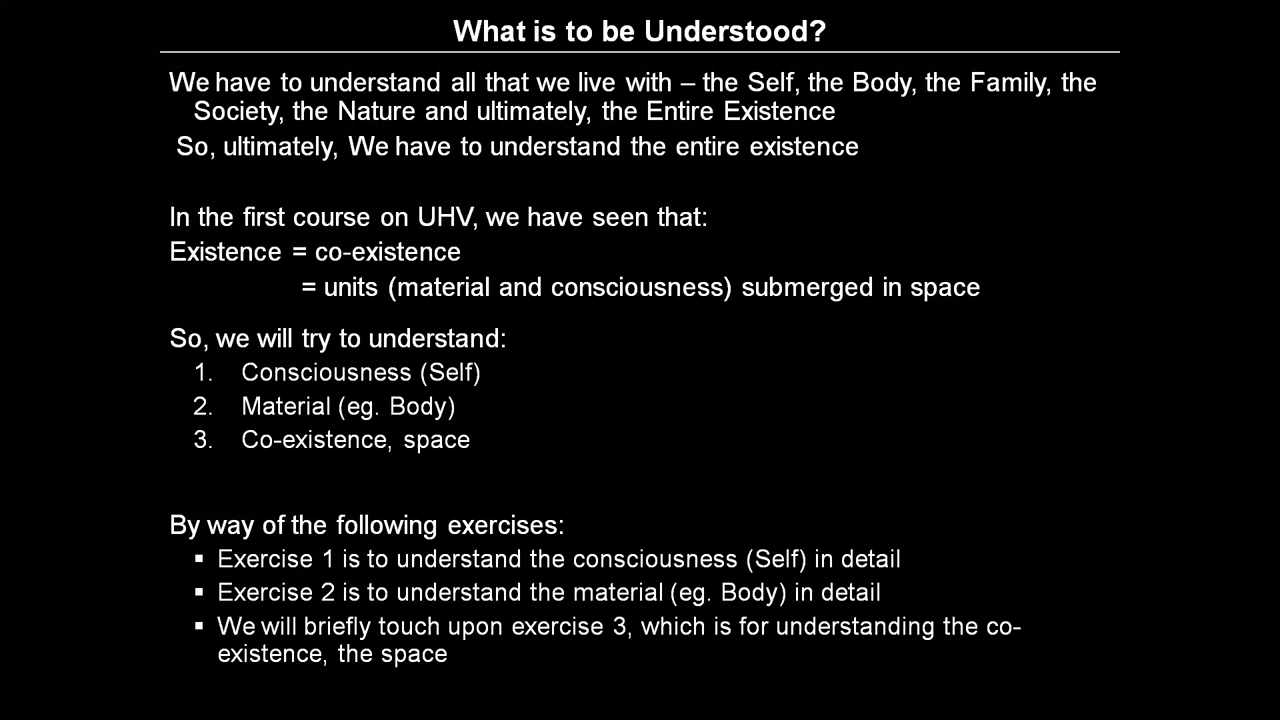 What is to be Understood?
We have to understand all that we live with – the Self, the Body, the Family, the
Society, the Nature and ultimately, the Entire Existence
So, ultimately, We have to understand the entire existence
In the first course on UHV, we have seen that:
Existence = co-existence
= units (material and consciousness) submerged in space
So, we will try to understand:
1. Consciousness (Self)
2. Material (eg. Body)
3. Co-existence, space
By way of the following exercises:
▪ Exercise 1 is to understand the consciousness (Self) in detail
▪ Exercise 2 is to understand the material (eg. Body) in detail
▪ We will briefly touch upon exercise 3, which is for understanding the co-
existence, the space